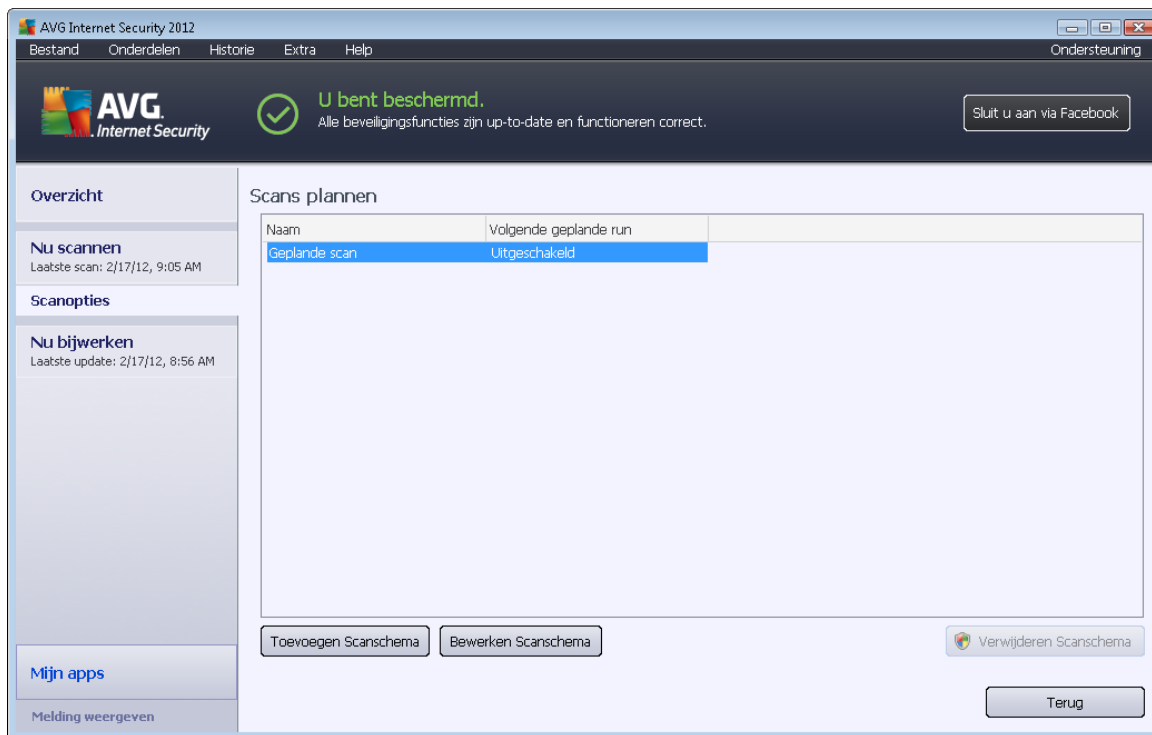 AVG Internet Security 2012
Bestand Onderdelen Historie Extra Help Ondersteuning
AVG.
Internet Security
U bent beschermd.
Alle beveiligingsfuncties zijn up-to-date en functioneren correct.
Sluit u aan via Facebook
Overzicht
Nu scannen
Laatste scan: 2/17/12, 9:05 AM
Scanopties
Nu bijwerken
Laatste update: 2/17/12, 8:56 AM
Mijn apps
Melding weergeven
Scans plannen
Naam Volgende geplande run
Geplande scan Uitgeschakeld
Toevoegen Scanschema Bewerken Scanschema Verwijderen Scanschema
Terug